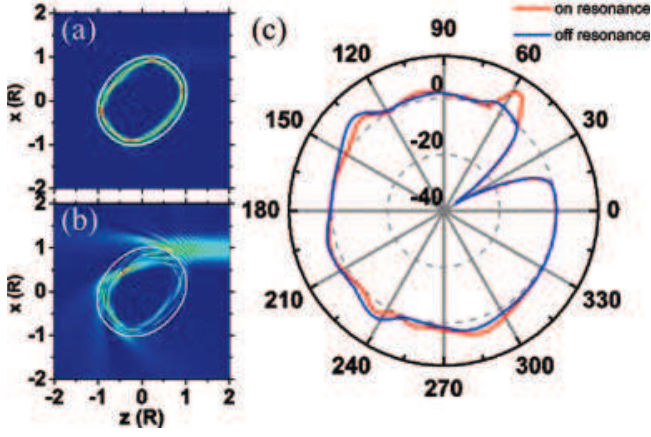 (a)
2
1
0
-1
-2
x (R)
(b)
2
1
0
-1
-2
x (R)
-2 -1 0 1 2
z (R)
(c)
on resonance
off resonance
90
120 60
150 30
180 0
210 330
240 300
270
0
-20
-40